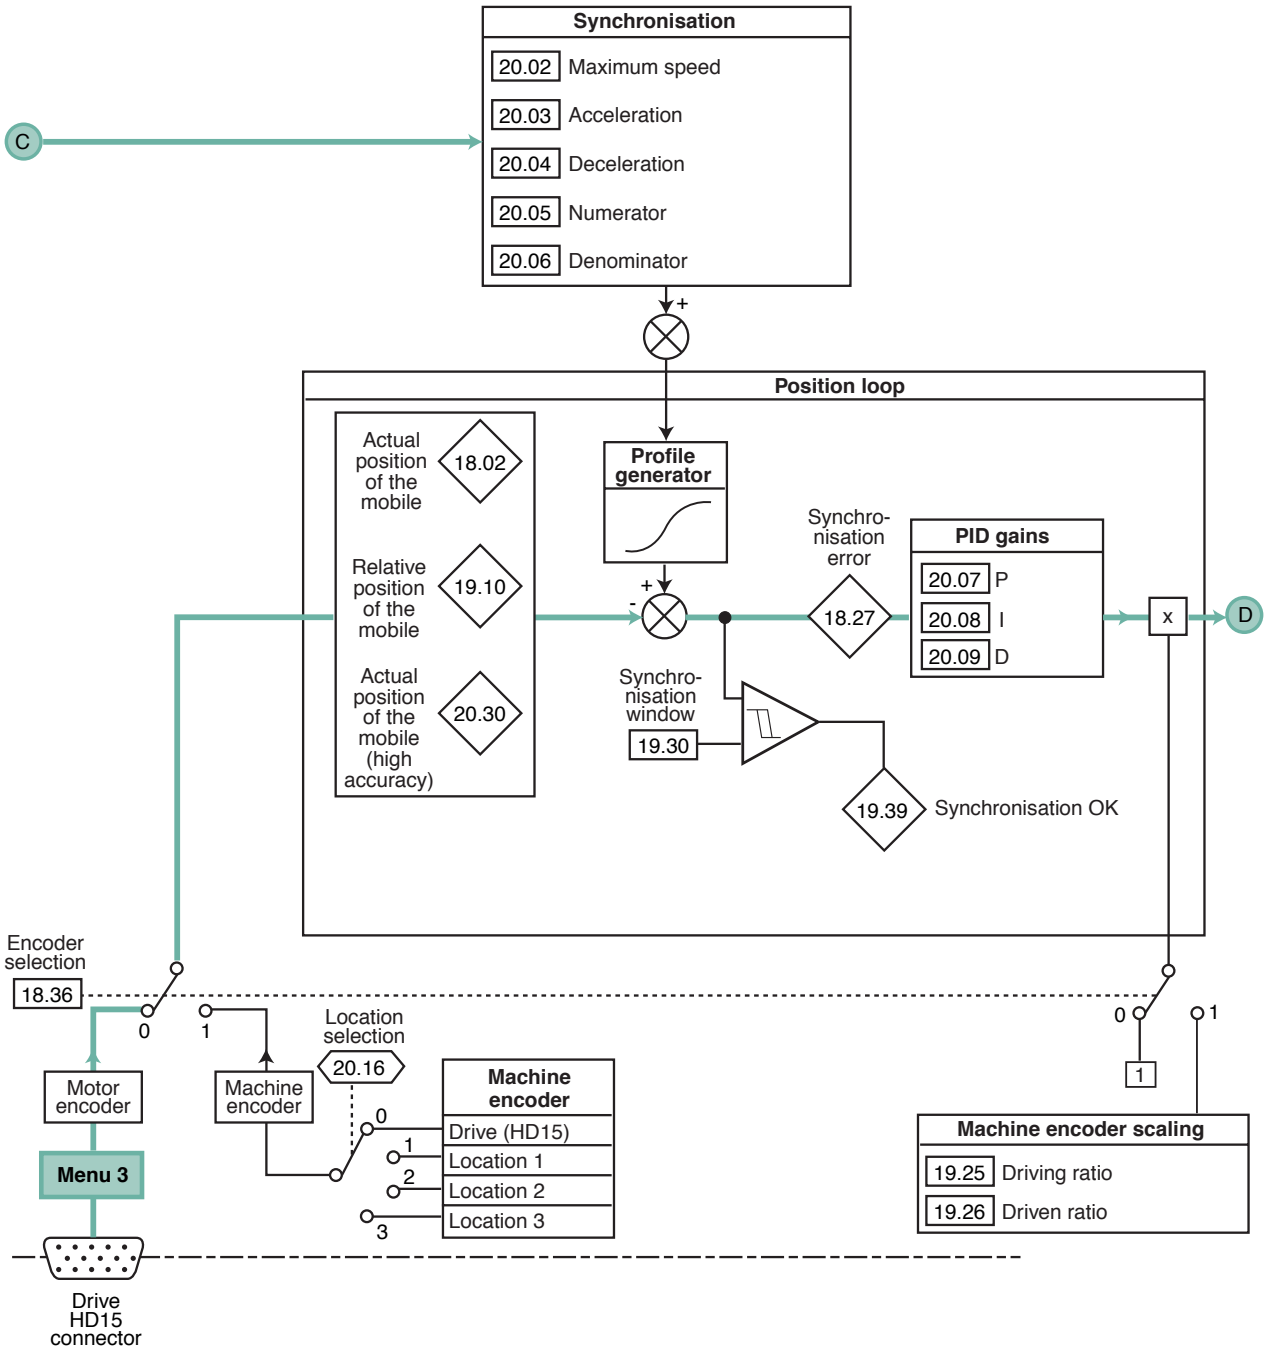 Synchronisation
20.02 Maximum speed
C
20.03 Acceleration
20.04 Deceleration
20.05 Numerator
20.06 Denominator
+
Position loop
Actual
position
of the
mobile
18.02
Profile
generator
Relative
position
of the
mobile
19.10
+
-
Synchro-
nisation
error
18.27
PID gains
20.07 P
20.08 I
20.09 D
x
D
Actual
position
of the
mobile
(high
accuracy)
20.30
Synchro-
nisation
window
19.30
19.39 Synchronisation OK
Encoder
selection
18.36
0
1
Location
selection
20.16
0
1
1
Motor
encoder
Machine
encoder
Machine
encoder
0
Drive (HD15)
1
Location 1
2
Location 2
3
Location 3
Menu 3
Machine encoder scaling
19.25 Driving ratio
19.26 Driven ratio
Drive
HD15
connector